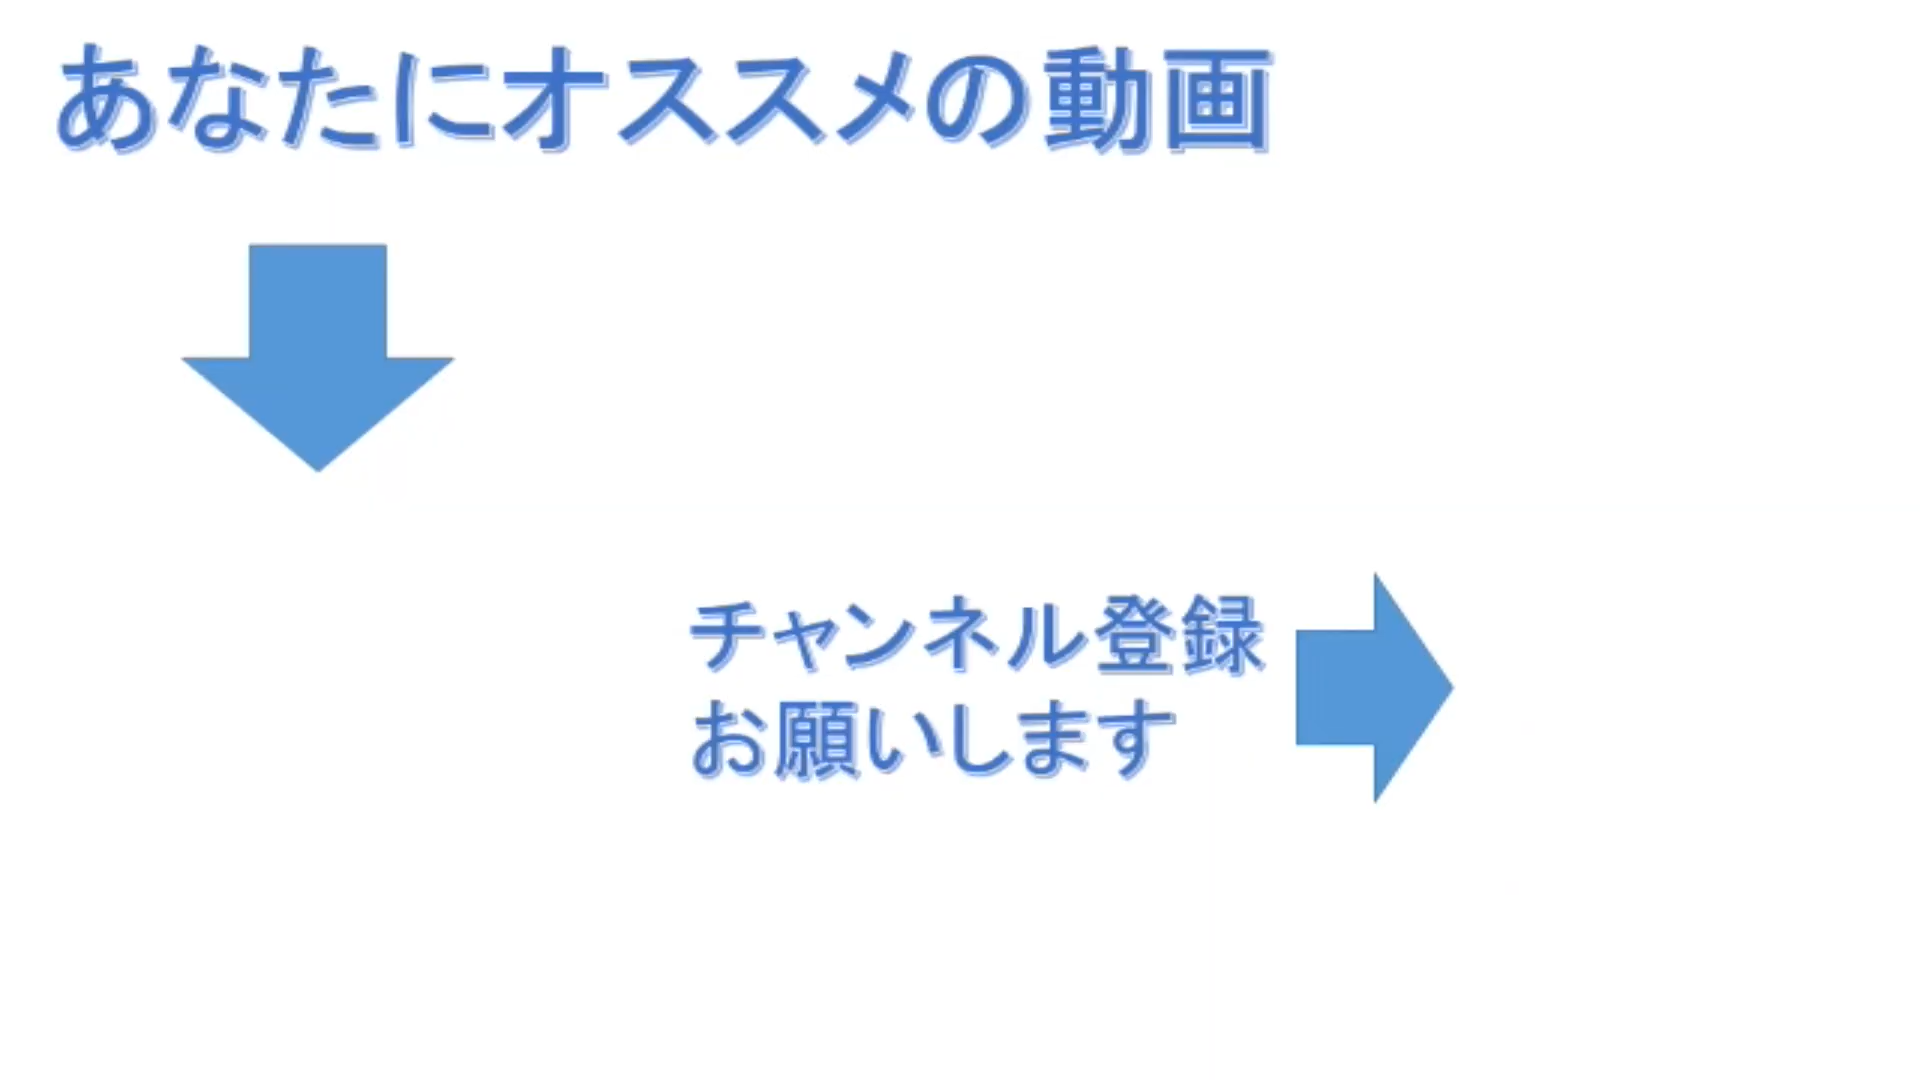 あなたにオススメの動画
チャンネル登録
お願いします